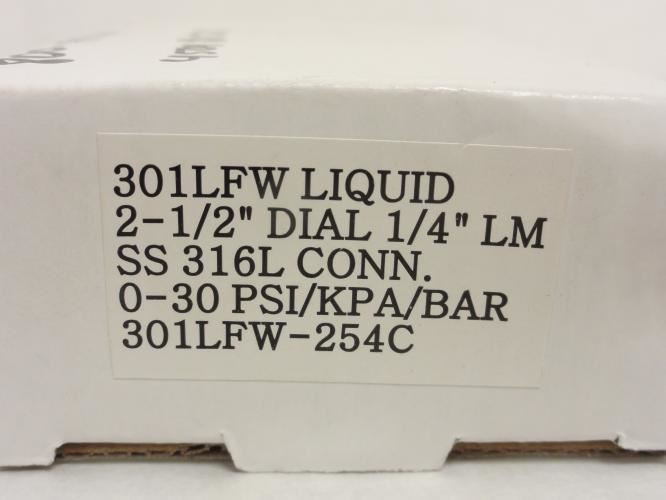 301LFW LIQUID
2-1/2" DIAL 1/4" LM
SS 316L CONN.
0-30 PSI/KPA/BAR
301LFW-254C